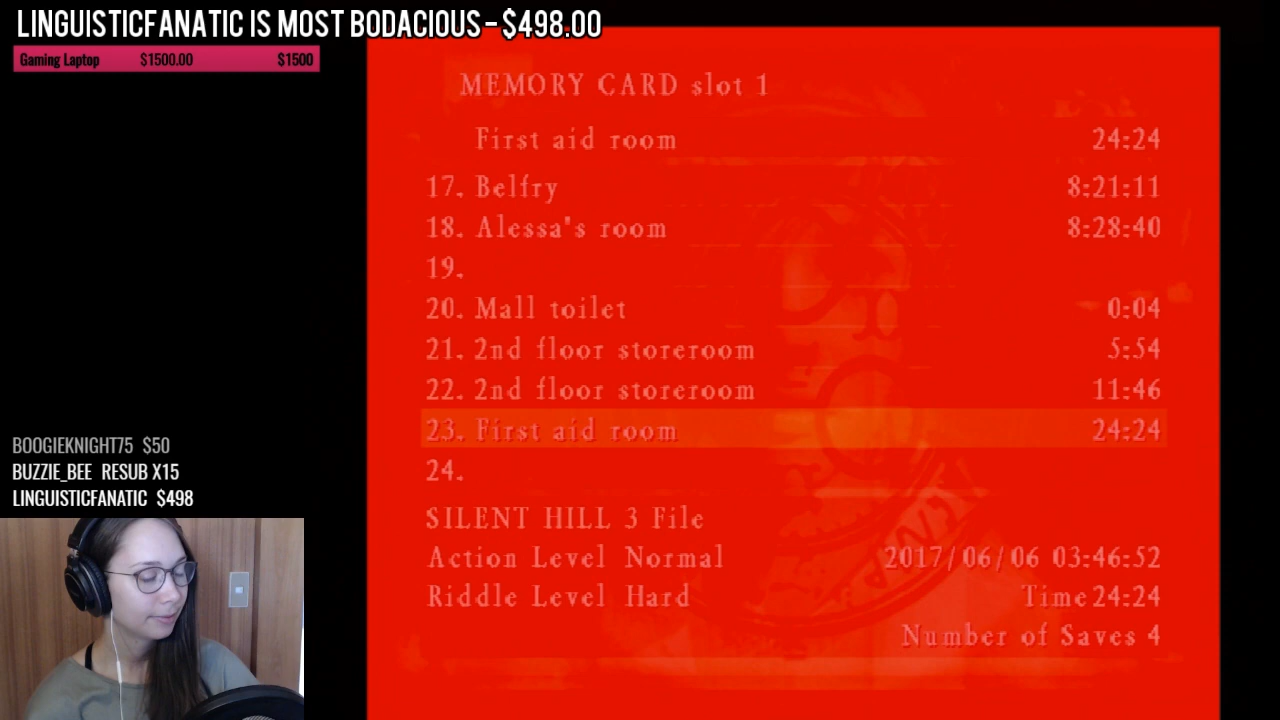 LINGUISTICFANATIC IS MOST BODACIOUS - $498.00
Gaming Laptop $1500.00 $1500
MEMORY CARD slot 1
First aid room 24:24
17. Belfry 8:21:11
18. Alessa's room 8:28:40
19.
20. Mall toilet 0:04
21. 2nd floor storeroom 5:54
22. 2nd floor storeroom 11:46
23. First aid room 24:24
24.
SILENT HILL 3 File
Action Level Normal 2017/06/06 03:46:52
Riddle Level Hard Time 24:24
Number of Saves 4
BOOGIEKNIGHT75 $50
BUZZIE_BEE RESUB X15
LINGUISTICFANATIC $498